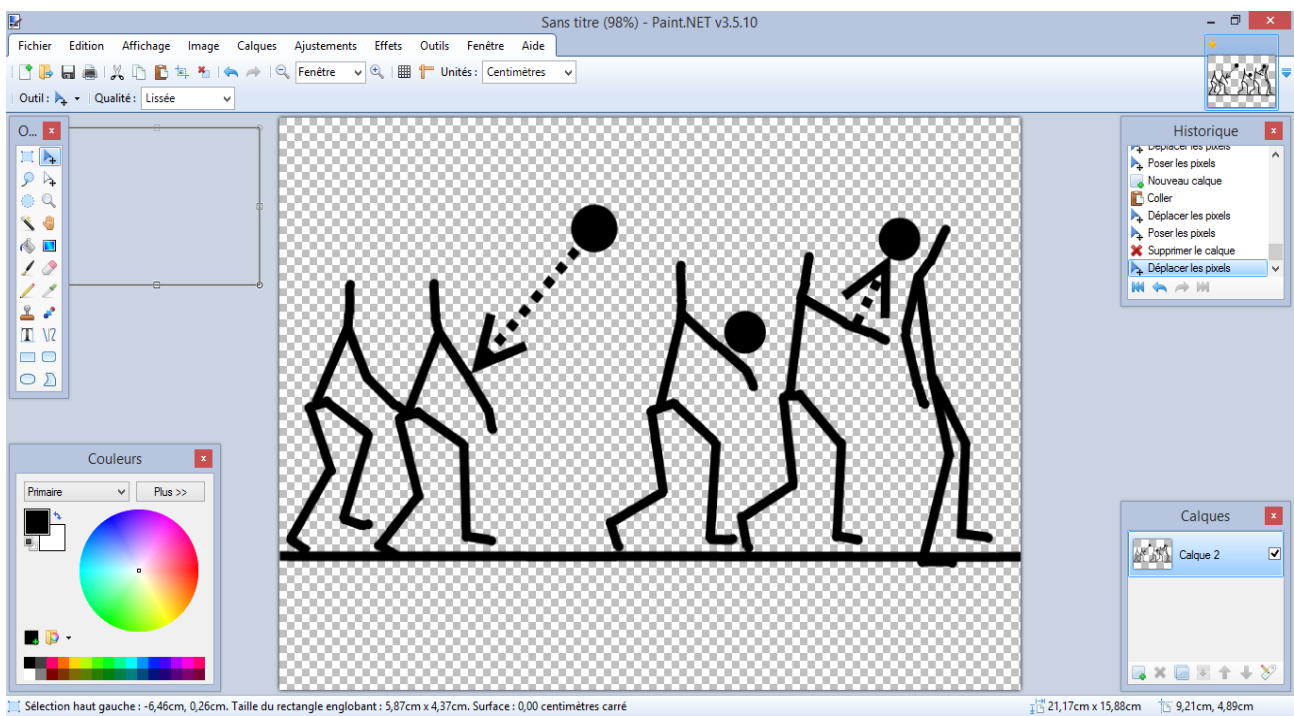 Sans titre (98%) - Paint.NET v3.5.10
Fichier Edition Affichage Image Calques Ajustements Effets Outils Fenêtre Aide
Fenêtre Unités : Centimètres
Outil : Qualité : Lissée
O...
Historique
Déplacer les pixels
Poser les pixels
Nouveau calque
Coller
Déplacer les pixels
Poser les pixels
Supprimer le calque
Déplacer les pixels
Couleurs
Primaire Plus >>
Calques
Calque 2
Sélection haut gauche : -6,46cm, 0,26cm. Taille du rectangle englobant : 5,87cm x 4,37cm. Surface : 0,00 centimètres carré 21,17cm x 15,88cm 9,21cm, 4,89cm